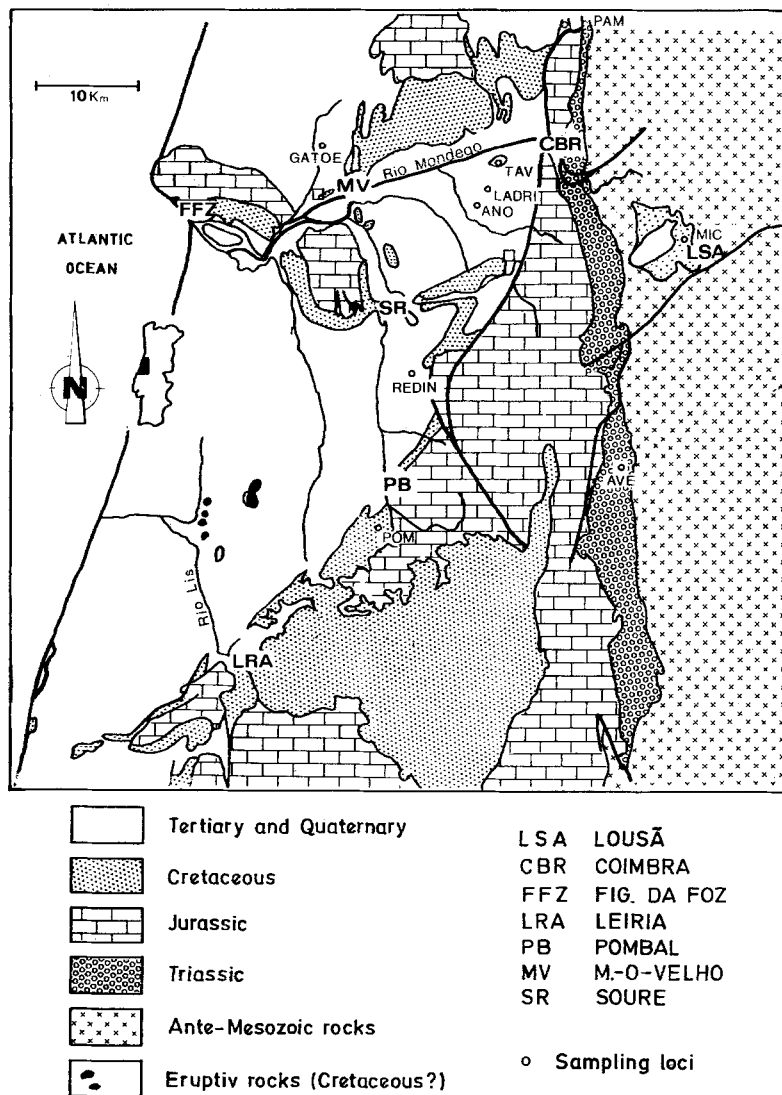 PAM
10 Km
GATOE
Rio Mondego
CBR
MV
TAV
LADRIT
ANO
FFZ
MIC
LSA
ATLANTIC
OCEAN
SR
N
REDIN
PB
AVE
POM
Rio Lis
LRA
Tertiary and Quaternary
Cretaceous
Jurassic
Triassic
Ante-Mesozoic rocks
Eruptiv rocks (Cretaceous?)
LSA LOUSÃ
CBR COIMBRA
FFZ FIG. DA FOZ
LRA LEIRIA
PB POMBAL
MV M.-O-VELHO
SR SOURE
Sampling loci